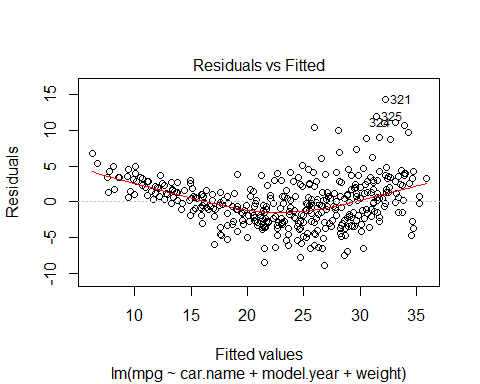 Residuals vs Fitted
Residuals
15
10
5
0
-5
-10
321
325
324
10 15 20 25 30 35
Fitted values
lm(mpg ~ car.name + model.year + weight)